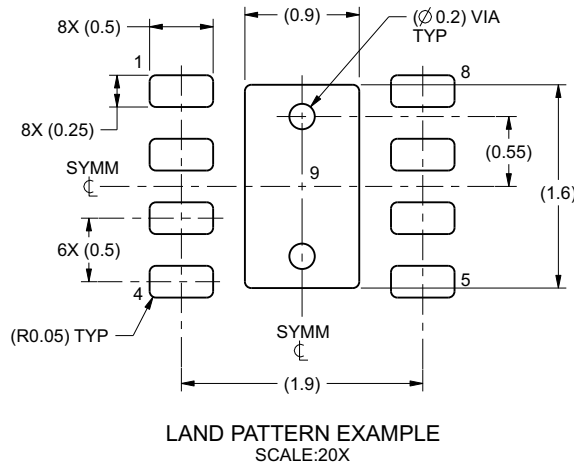 8X (0.5)
(0.9)
(Ø 0.2) VIA
TYP
1
8
8X (0.25)
SYMM
℄
9
(0.55)
(1.6)
6X (0.5)
4
5
(R0.05) TYP
SYMM
℄
(1.9)
LAND PATTERN EXAMPLE
SCALE:20X